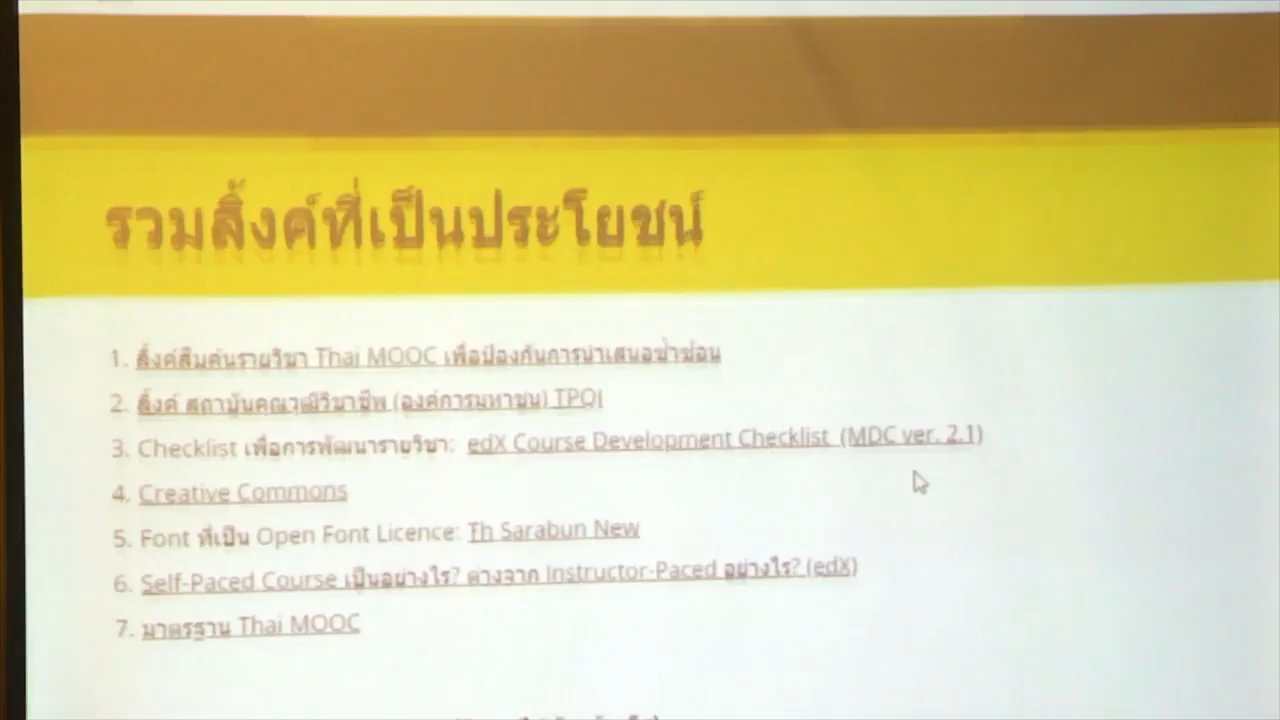 รวมลิ้งค์ที่เป็นประโยชน์
1. ลิ้งค์สืบค้นรายวิชา Thai MOOC เพื่อป้องกันการนำเสนอซ้ำซ้อน
2. ลิ้งค์ สถาบันคุณวุฒิวิชาชีพ (องค์การมหาชน) TPQI
3. Checklist เพื่อการพัฒนารายวิชา: edX Course Development Checklist (MDC ver. 2.1)
4. Creative Commons
5. Font ที่เป็น Open Font Licence: Th Sarabun New
6. Self-Paced Course เป็นอย่างไร? ต่างจาก Instructor-Paced อย่างไร? (edX)
7. มาตรฐาน Thai MOOC